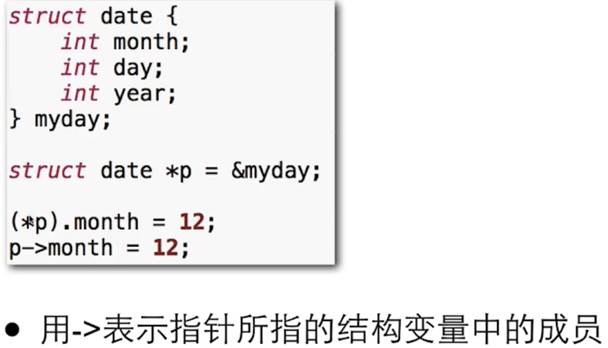 struct date {
    int month;
    int day;
    int year;
} myday;

struct date *p = &myday;

(*p).month = 12;
p->month = 12;

● 用->表示指针所指的结构变量中的成员